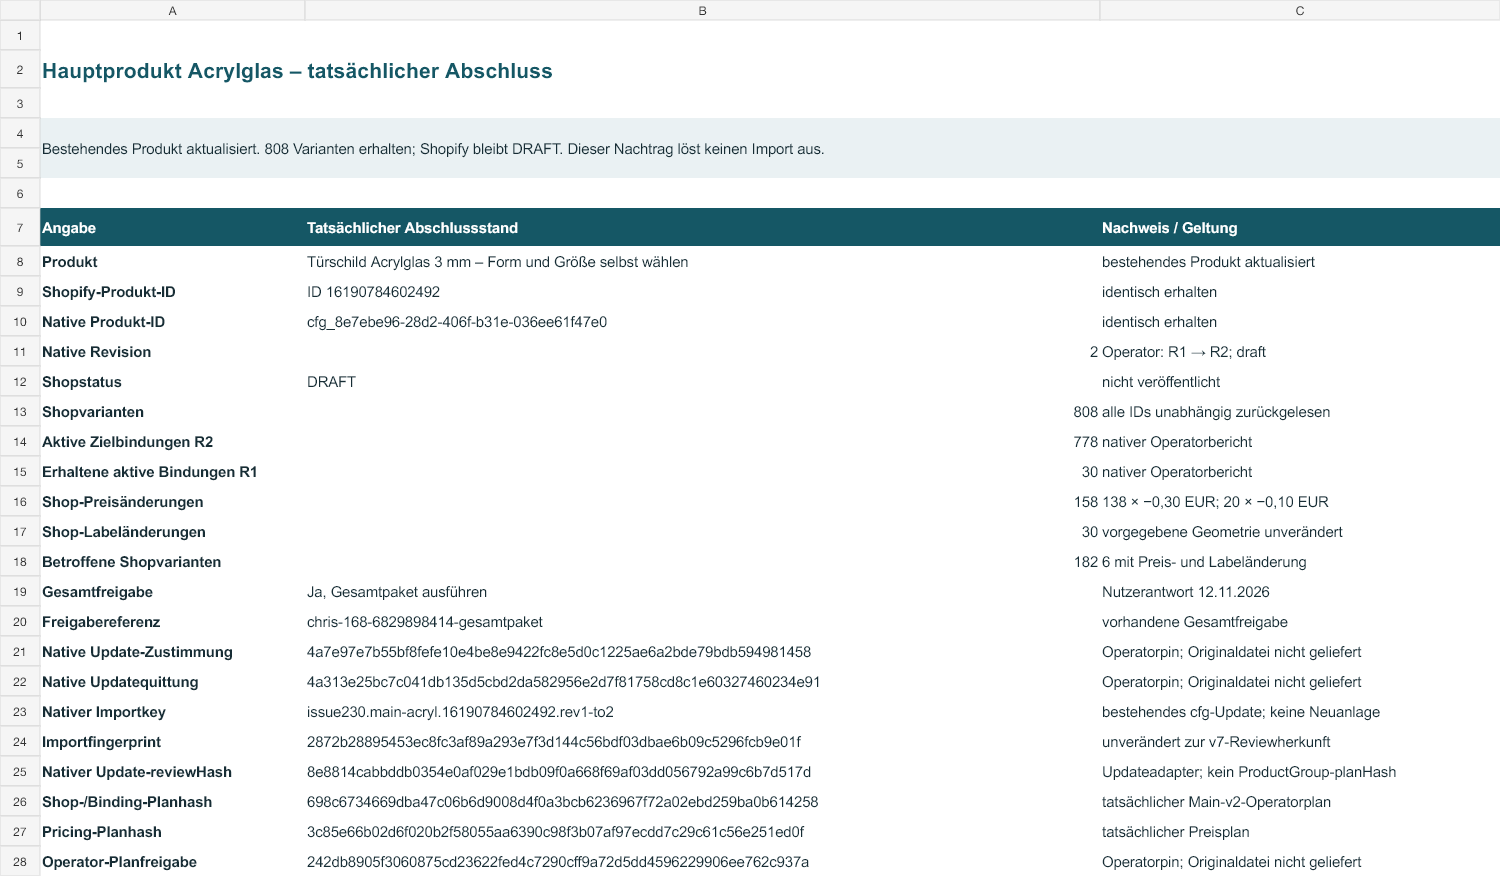 A B C
1
2 Hauptprodukt Acrylglas – tatsächlicher Abschluss
3
4
Bestehendes Produkt aktualisiert. 808 Varianten erhalten; Shopify bleibt DRAFT. Dieser Nachtrag löst keinen Import aus.
5
6
7 Angabe Tatsächlicher Abschlussstand Nachweis / Geltung
8 Produkt Türschild Acrylglas 3 mm – Form und Größe selbst wählen bestehendes Produkt aktualisiert
9 Shopify-Produkt-ID ID 16190784602492 identisch erhalten
10 Native Produkt-ID cfg_8e7ebe96-28d2-406f-b31e-036ee61f47e0 identisch erhalten
11 Native Revision 2 Operator: R1 → R2; draft
12 Shopstatus DRAFT nicht veröffentlicht
13 Shopvarianten 808 alle IDs unabhängig zurückgelesen
14 Aktive Zielbindungen R2 778 nativer Operatorbericht
15 Erhaltene aktive Bindungen R1 30 nativer Operatorbericht
16 Shop-Preisänderungen 158 138 × −0,30 EUR; 20 × −0,10 EUR
17 Shop-Labeländerungen 30 vorgegebene Geometrie unverändert
18 Betroffene Shopvarianten 182 6 mit Preis- und Labeländerung
19 Gesamtfreigabe Ja, Gesamtpaket ausführen Nutzerantwort 12.11.2026
20 Freigabereferenz chris-168-6829898414-gesamtpaket vorhandene Gesamtfreigabe
21 Native Update-Zustimmung 4a7e97e7b55bf8fefe10e4be8e9422fc8e5d0c1225ae6a2bde79bdb594981458 Operatorpin; Originaldatei nicht geliefert
22 Native Updatequittung 4a313e25bc7c041db135d5cbd2da582956e2d7f81758cd8c1e60327460234e91 Operatorpin; Originaldatei nicht geliefert
23 Nativer Importkey issue230.main-acryl.16190784602492.rev1-to2 bestehendes cfg-Update; keine Neuanlage
24 Importfingerprint 2872b28895453ec8fc3af89a293e7f3d144c56bdf03dbae6b09c5296fcb9e01f unverändert zur v7-Reviewherkunft
25 Nativer Update-reviewHash 8e8814cabbddb0354e0af029e1bdb09f0a668f69af03dd056792a99c6b7d517d Updateadapter; kein ProductGroup-planHash
26 Shop-/Binding-Planhash 698c6734669dba47c06b6d9008d4f0a3bcb6236967f72a02ebd259ba0b614258 tatsächlicher Main-v2-Operatorplan
27 Pricing-Planhash 3c85e66b02d6f020b2f58055aa6390c98f3b07af97ecdd7c29c61c56e251ed0f tatsächlicher Preisplan
28 Operator-Planfreigabe 242db8905f3060875cd23622fed4c7290cff9a72d5dd4596229906ee762c937a Operatorpin; Originaldatei nicht geliefert